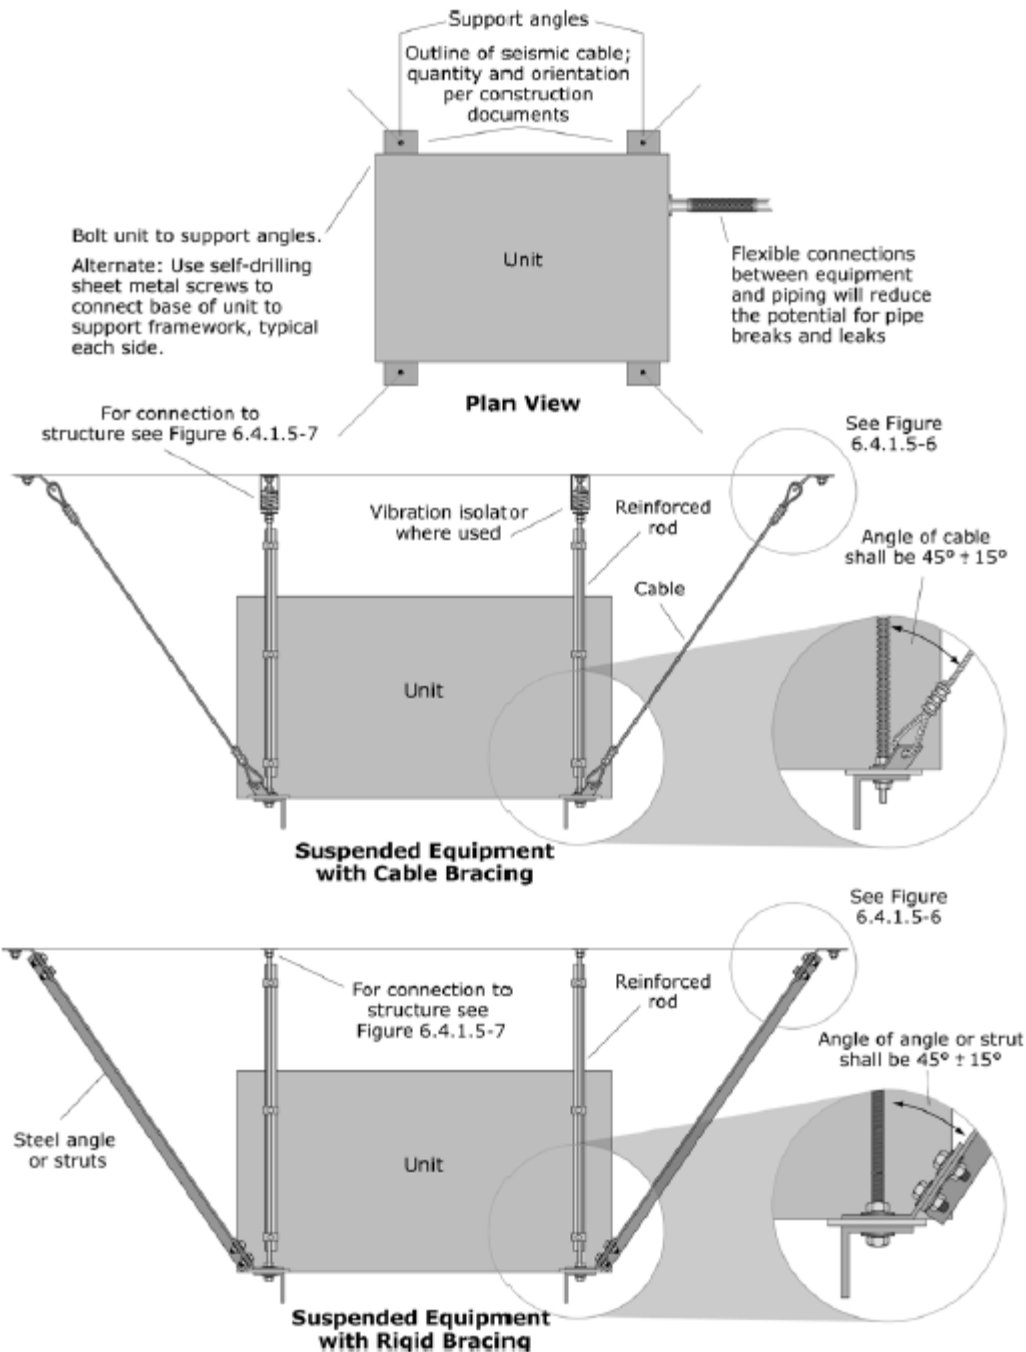 Support angles
Outline of seismic cable;
quantity and orientation
per construction
documents
Bolt unit to support angles.
Alternate: Use self-drilling
sheet metal screws to
connect base of unit to
support framework, typical
each side.
Unit
Flexible connections
between equipment
and piping will reduce
the potential for pipe
breaks and leaks
Plan View
For connection to
structure see Figure 6.4.1.5-7
See Figure
6.4.1.5-6
Vibration isolator
where used
Reinforced
rod
Angle of cable
shall be 45° ± 15°
Cable
Unit
Suspended Equipment
with Cable Bracing
See Figure
6.4.1.5-6
For connection to
structure see
Figure 6.4.1.5-7
Reinforced
rod
Angle of angle or strut
shall be 45° ± 15°
Steel angle
or struts
Unit
Suspended Equipment
with Rigid Bracing